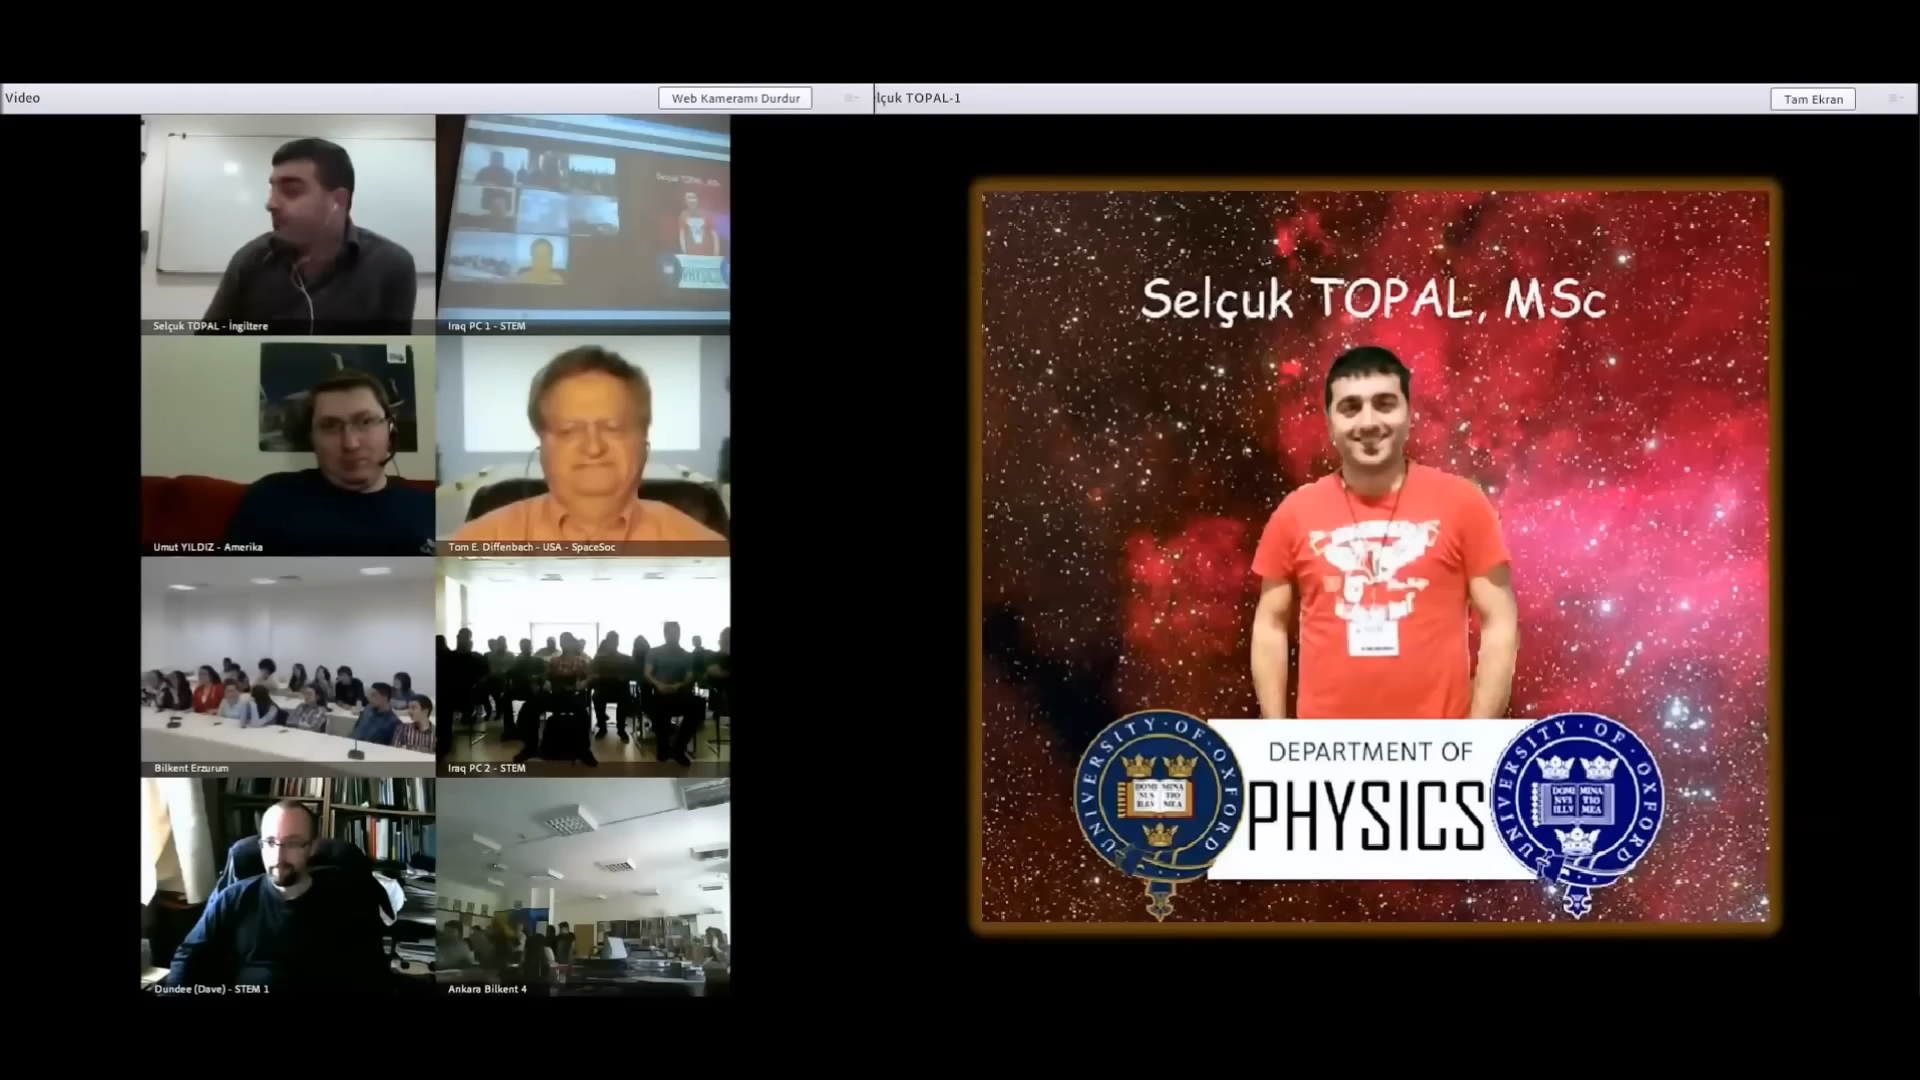 Video
Web Kameramı Durdur
lçuk TOPAL-1
Tam Ekran
Selçuk TOPAL - İngiltere
Iraq PC 1 - STEM
Umut YILDIZ - Amerika
Tom E. Diffenbach - USA - SpaceSoc
Bilkent Erzurum
Iraq PC 2 - STEM
Dundee (Dave) - STEM 1
Ankara Bilkent 4
Selçuk TOPAL, MSc
UNIVERSITY · OF · OXFORD
DOMI MINA
NVS TIO
ILLV MEA
DEPARTMENT OF
PHYSICS
UNIVERSITY · OF · OXFORD
DOMI MINA
NVS TIO
ILLV MEA